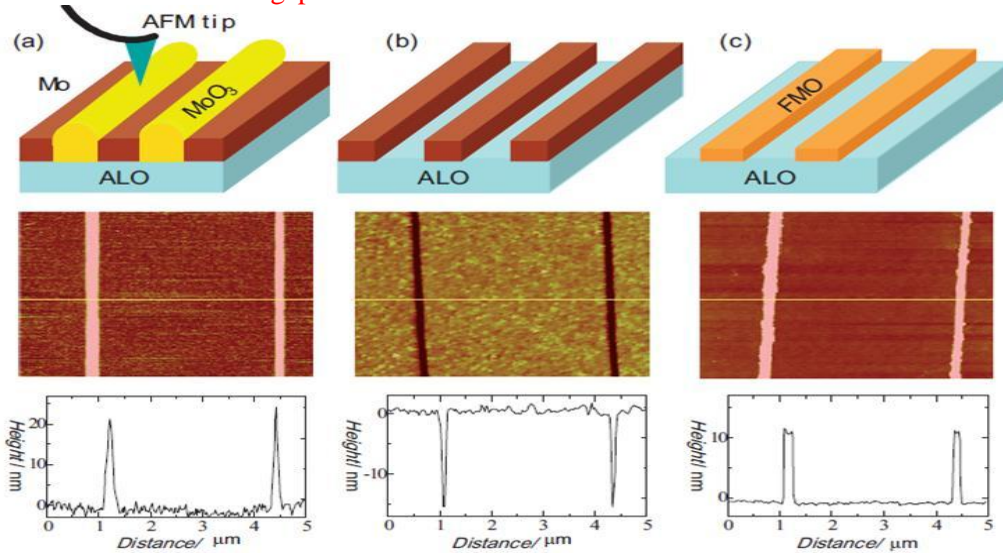 (a)
AFM tip
Mo
MoO3
ALO
(b)
ALO
(c)
FMO
ALO
Height/ nm
20
10
0
0 1 2 3 4 5
Distance/ μm
Height/ nm
0
-10
0 1 2 3 4 5
Distance/ μm
Height/ nm
10
0
0 1 2 3 4 5
Distance/ μm